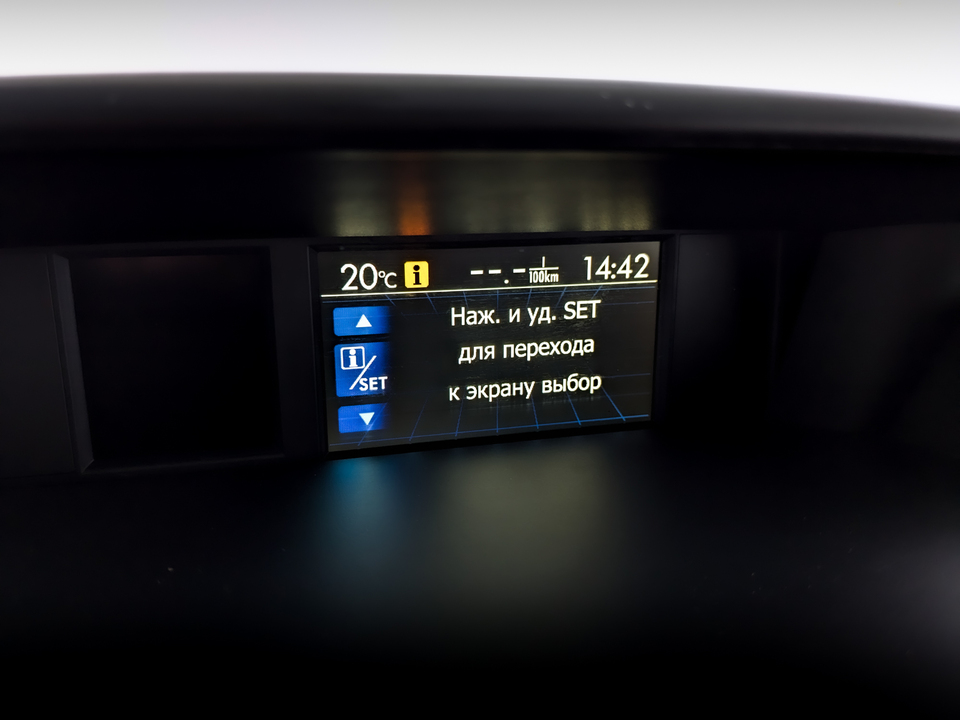 20°C i --.- l/100km 14:42
Наж. и уд. SET
для перехода
i/SET
к экрану выбор